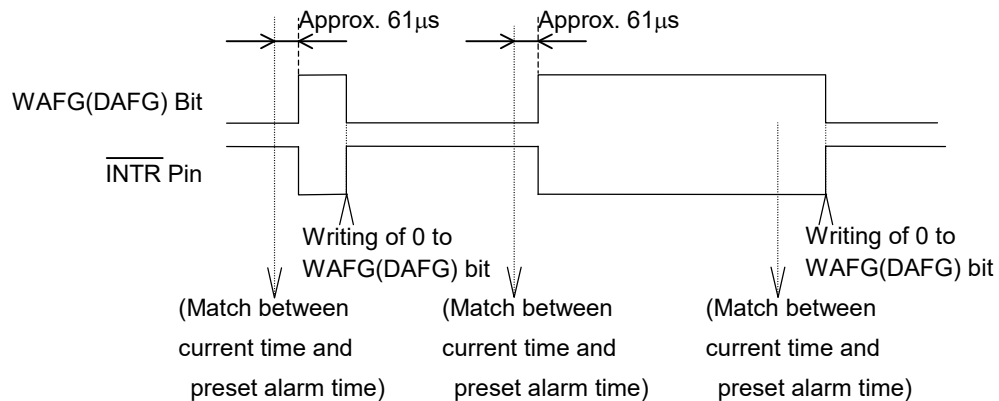 Approx. 61μs
Approx. 61μs
WAFG(DAFG) Bit
INTR Pin
Writing of 0 to
WAFG(DAFG) bit
Writing of 0 to
WAFG(DAFG) bit
(Match between
current time and
preset alarm time)
(Match between
current time and
preset alarm time)
(Match between
current time and
preset alarm time)